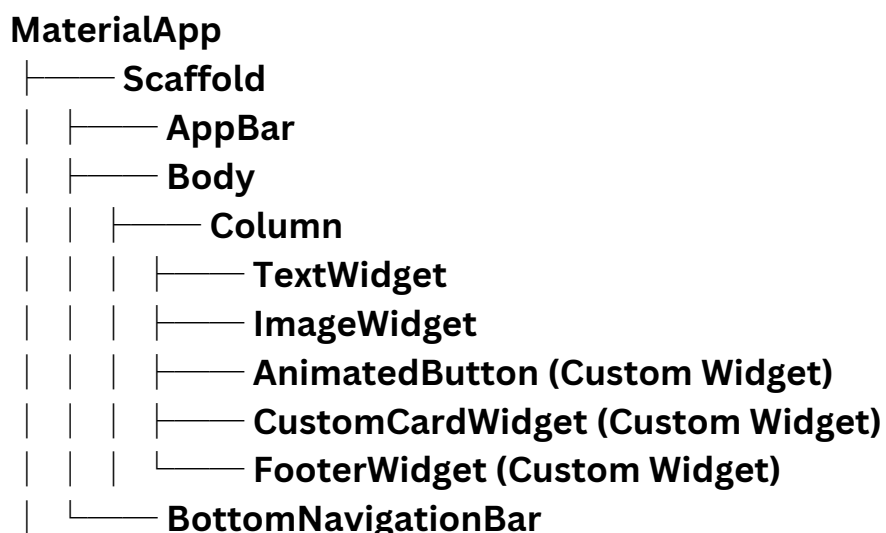 MaterialApp
Scaffold
AppBar
Body
Column
TextWidget
ImageWidget
AnimatedButton (Custom Widget)
CustomCardWidget (Custom Widget)
FooterWidget (Custom Widget)
BottomNavigationBar